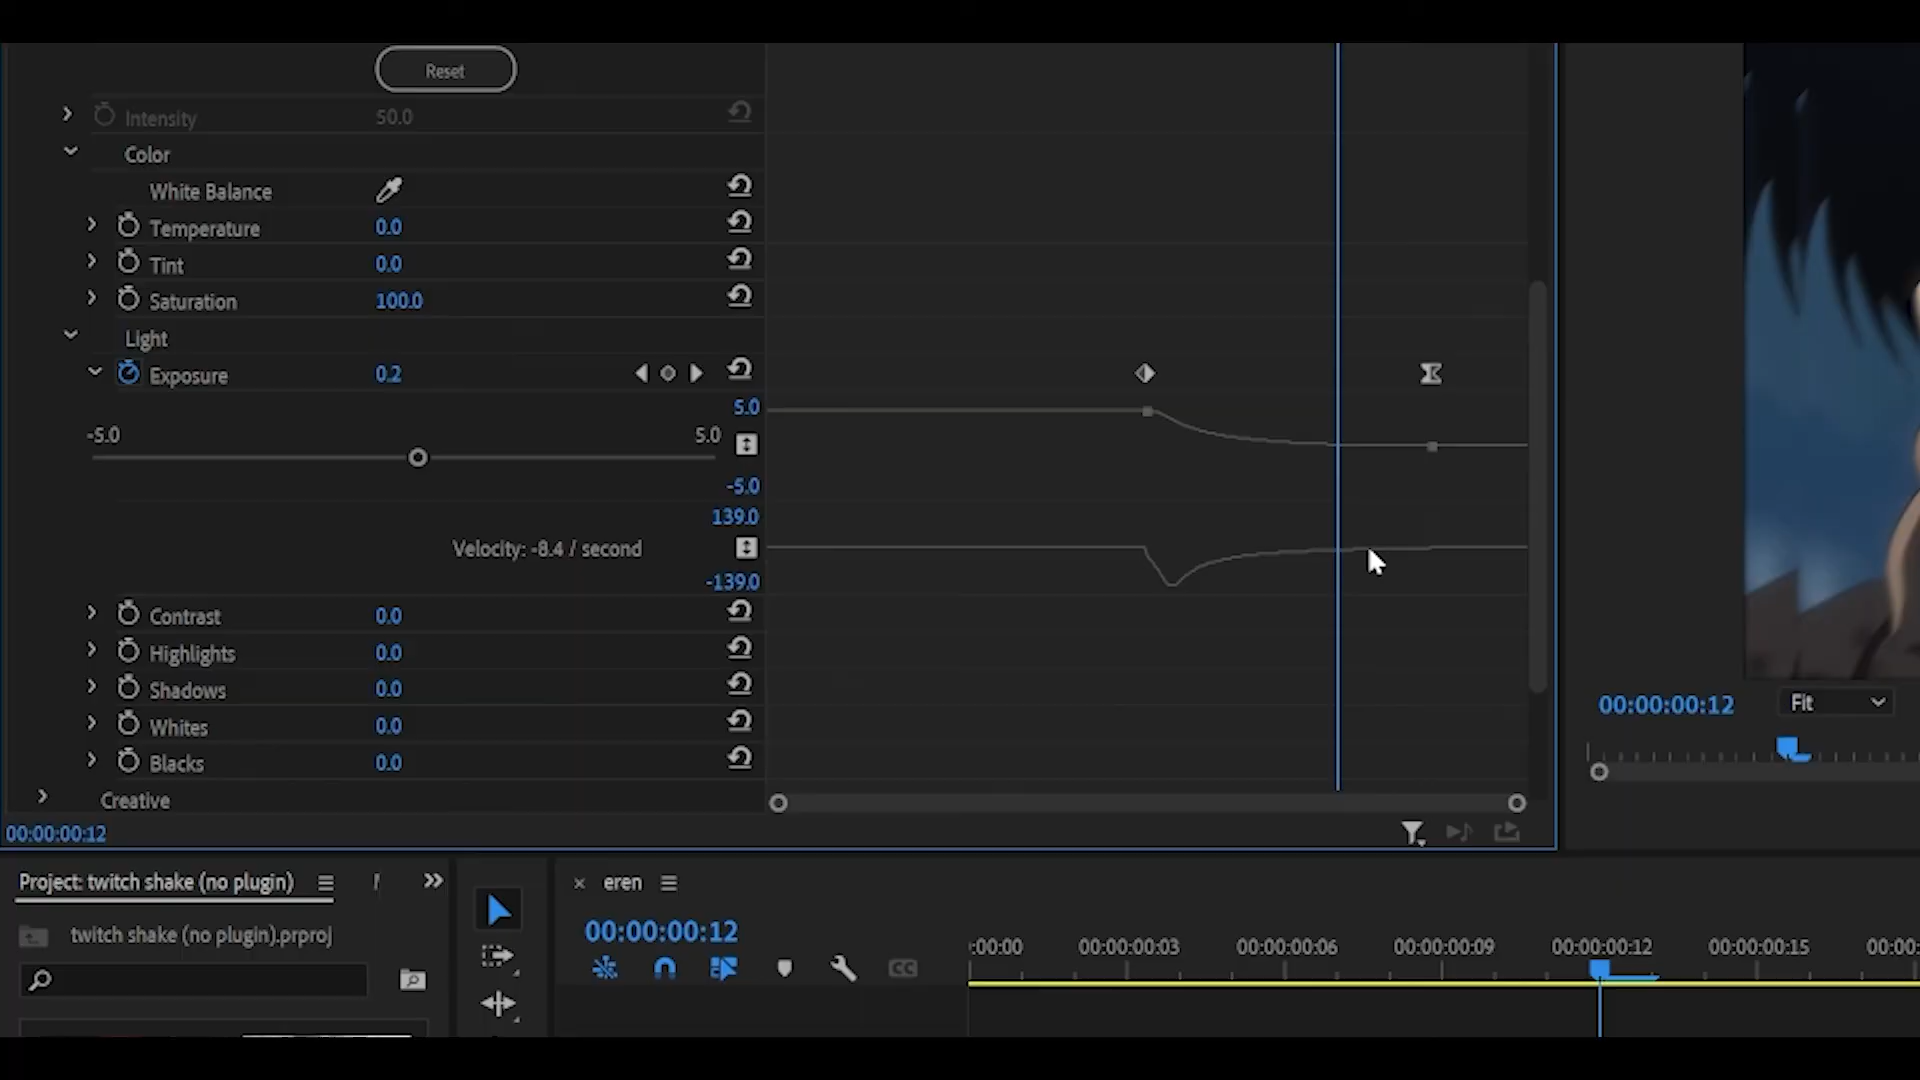 Reset
Intensity 50.0
Color
White Balance
Temperature 0.0
Tint 0.0
Saturation 100.0
Light
Exposure 0.2
5.0
-5.0 5.0
-5.0
139.0
Velocity: -8.4 / second
-139.0
Contrast 0.0
Highlights 0.0
Shadows 0.0
Whites 0.0
Blacks 0.0
Creative
00:00:00:12
00:00:00:12 Fit
Project: twitch shake (no plugin)
twitch shake (no plugin).prproj
eren
00:00:00:12
CC
:00:00 00:00:00:03 00:00:00:06 00:00:00:09 00:00:00:12 00:00:00:15 00:00: